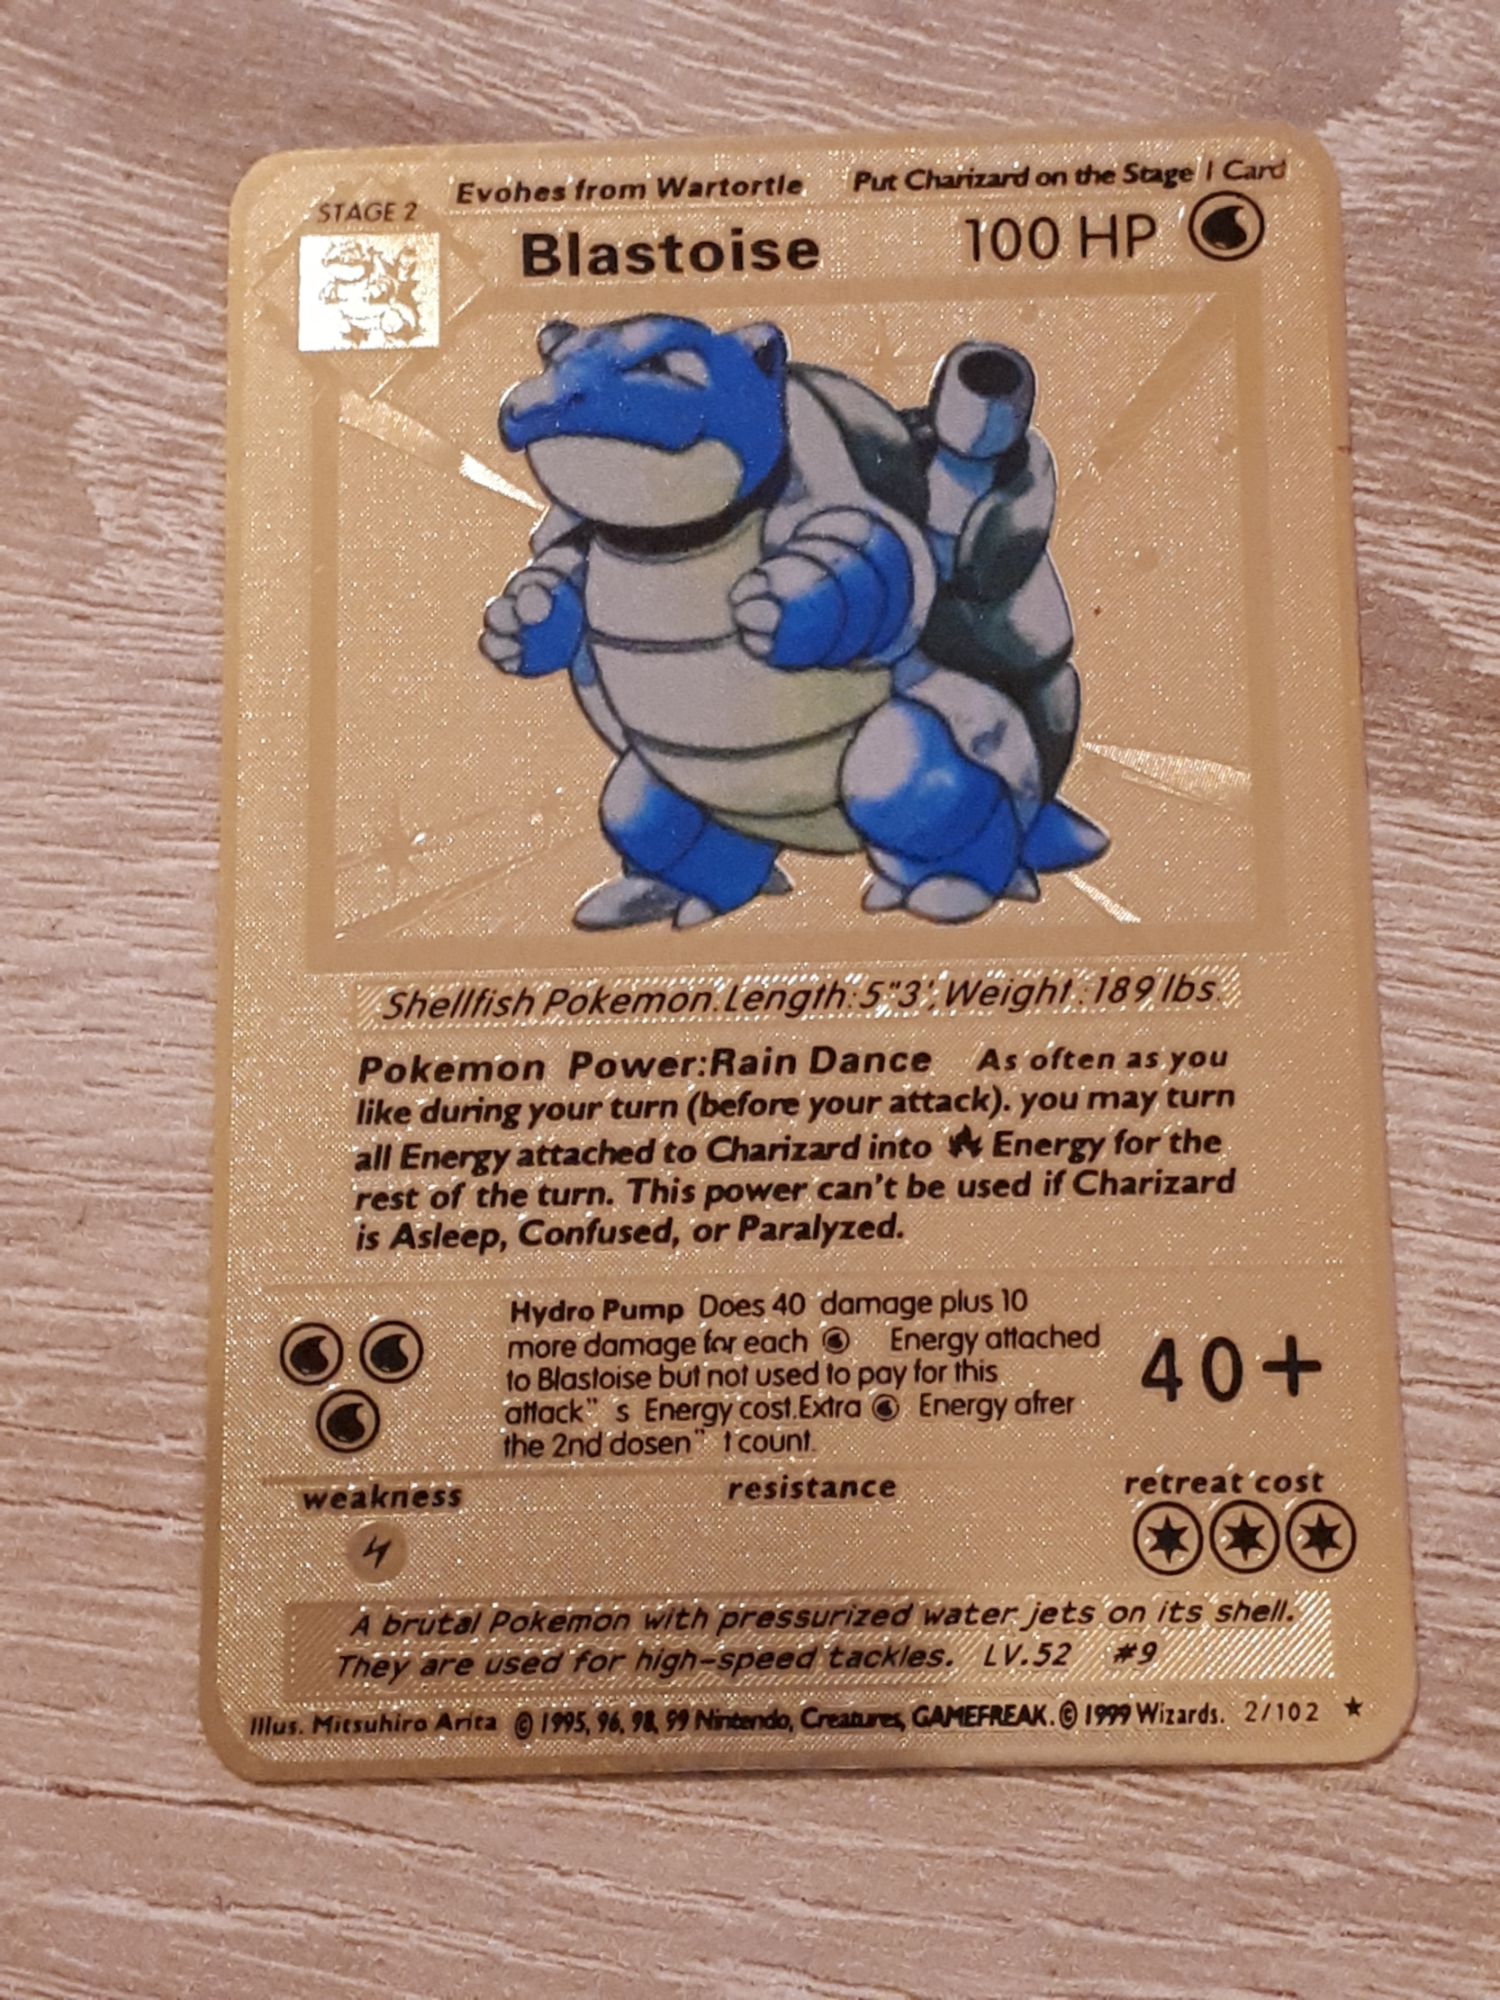 Evohes from Wartortle Put Charizard on the Stage 1 Card
STAGE 2
Blastoise 100 HP
Shellfish Pokemon.Length:5"3',Weight:189 lbs.
Pokemon Power:Rain Dance As often as you
like during your turn (before your attack). you may turn
all Energy attached to Charizard into Energy for the
rest of the turn. This power can't be used if Charizard
is Asleep, Confused, or Paralyzed.
Hydro Pump Does 40 damage plus 10
more damage for each Energy attached
to Blastoise but not used to pay for this
attack" s Energy cost.Extra Energy afrer
the 2nd dosen" t count.
40+
weakness resistance retreat cost
A brutal Pokemon with pressurized water jets on its shell.
They are used for high-speed tackles. LV.52 #9
Illus. Mitsuhiro Arita © 1995, 96, 98, 99 Nintendo, Creatures, GAMEFREAK. © 1999 Wizards. 2/102 ★